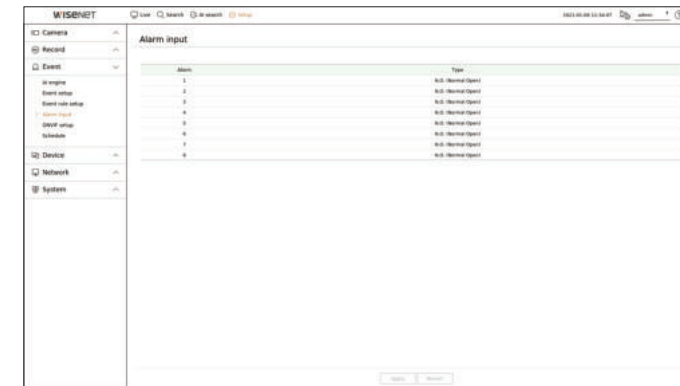 WISENET
Live Search AI search Setup
admin
Camera
Record
Event
AI engine
Event setup
Event rule setup
Alarm input
ONVIF setup
Schedule
Device
Network
System
Alarm input
Alarm Type
1 N.O. (Normal Open)
2 N.O. (Normal Open)
3 N.O. (Normal Open)
4 N.O. (Normal Open)
5 N.O. (Normal Open)
6 N.O. (Normal Open)
7 N.O. (Normal Open)
8 N.O. (Normal Open)
Apply Revert